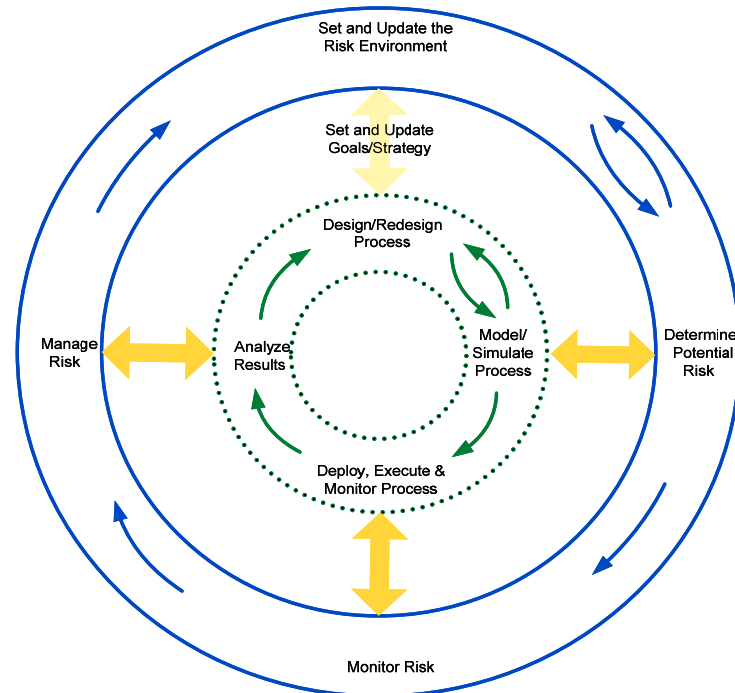 Set and Update the
Risk Environment
Set and Update
Goals/Strategy
Design/Redesign
Process
Manage
Risk
Analyze
Results
Model/
Simulate
Process
Determine
Potential
Risk
Deploy, Execute &
Monitor Process
Monitor Risk